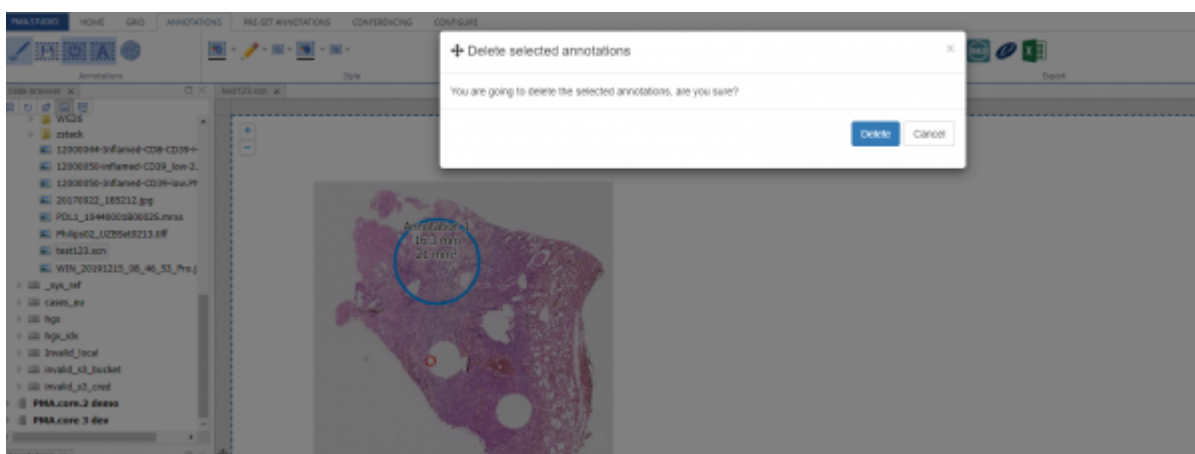 PMA.STUDIO HOME GRID ANNOTATIONS PRE-SET ANNOTATIONS CONFERENCING CONFIGURE
Delete selected annotations
Annotations Style Export
You are going to delete the selected annotations, are you sure?
Delete Cancel
Slide browser test123.scn
WG26
zstack
20170922_185212.jpg
test123.scn
_sys_ref
cases_eu
hgx
hgx_idx
Invalid_local
invalid_s3_bucket
invalid_s3_cred
PMA.core.2 demo
PMA.core 3 dev
Annotation 1
16.3 mm
21 mm²